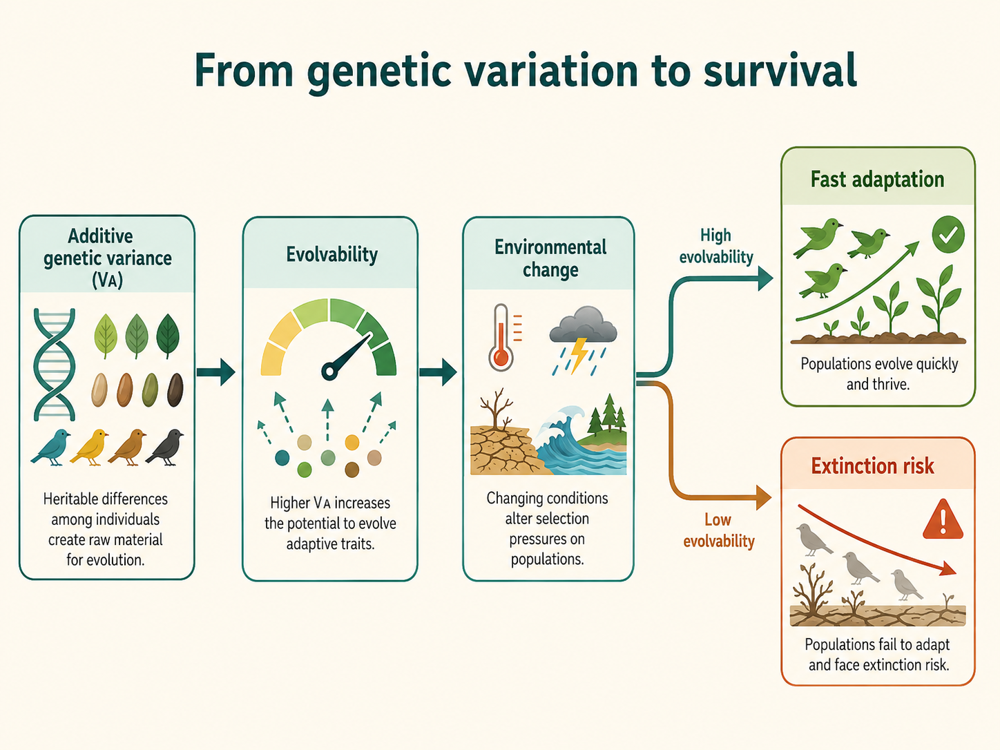 From genetic variation to survival
Additive
genetic variance
(VA)
Heritable differences
among individuals
create raw material
for evolution.
Evolvability
Higher VA increases
the potential to evolve
adaptive traits.
Environmental
change
Changing conditions
alter selection
pressures on
populations.
High
evolvability
Low
evolvability
Fast adaptation
Populations evolve quickly
and thrive.
Extinction risk
Populations fail to adapt
and face extinction risk.